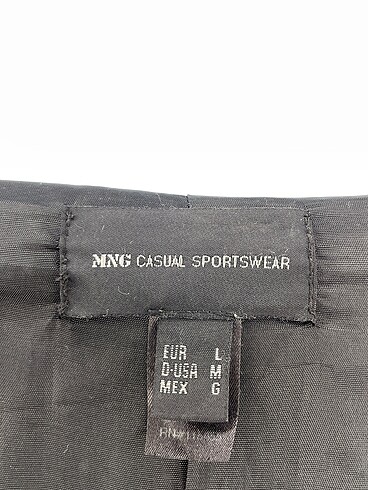 MNG CASUAL SPORTSWEAR
EUR L
D-USA M
MEX G